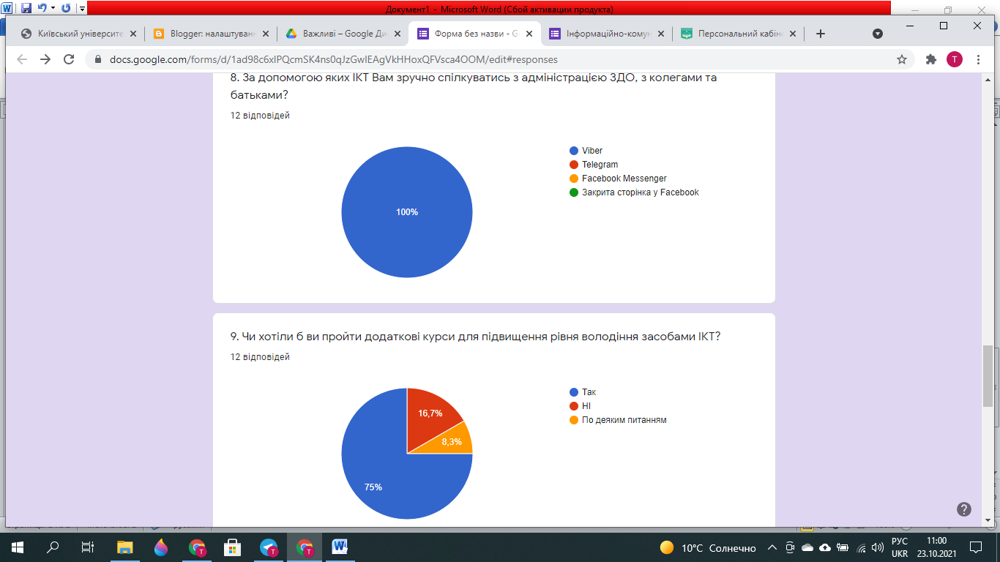 Документ1 - Microsoft Word (Сбой активации продукта)
Київський університе
Blogger: налаштуван
Важливі – Google Ди
Форма без назви - G
Інформаційно-комун
Персональний кабін
docs.google.com/forms/d/1ad98c6xlPQcmSK4ns0qJzGwlEAgVkHHoxQFVsca4OOM/edit#responses
T
8. За допомогою яких ІКТ Вам зручно спілкуватись з адміністрацією ЗДО, з колегами та
батьками?
12 відповідей
100%
Viber
Telegram
Facebook Messenger
Закрита сторінка у Facebook
9. Чи хотіли б ви пройти додаткові курси для підвищення рівня володіння засобами ІКТ?
12 відповідей
16,7%
8,3%
75%
Так
НІ
По деяким питанням
10°C Солнечно
РУС
UKR
11:00
23.10.2021